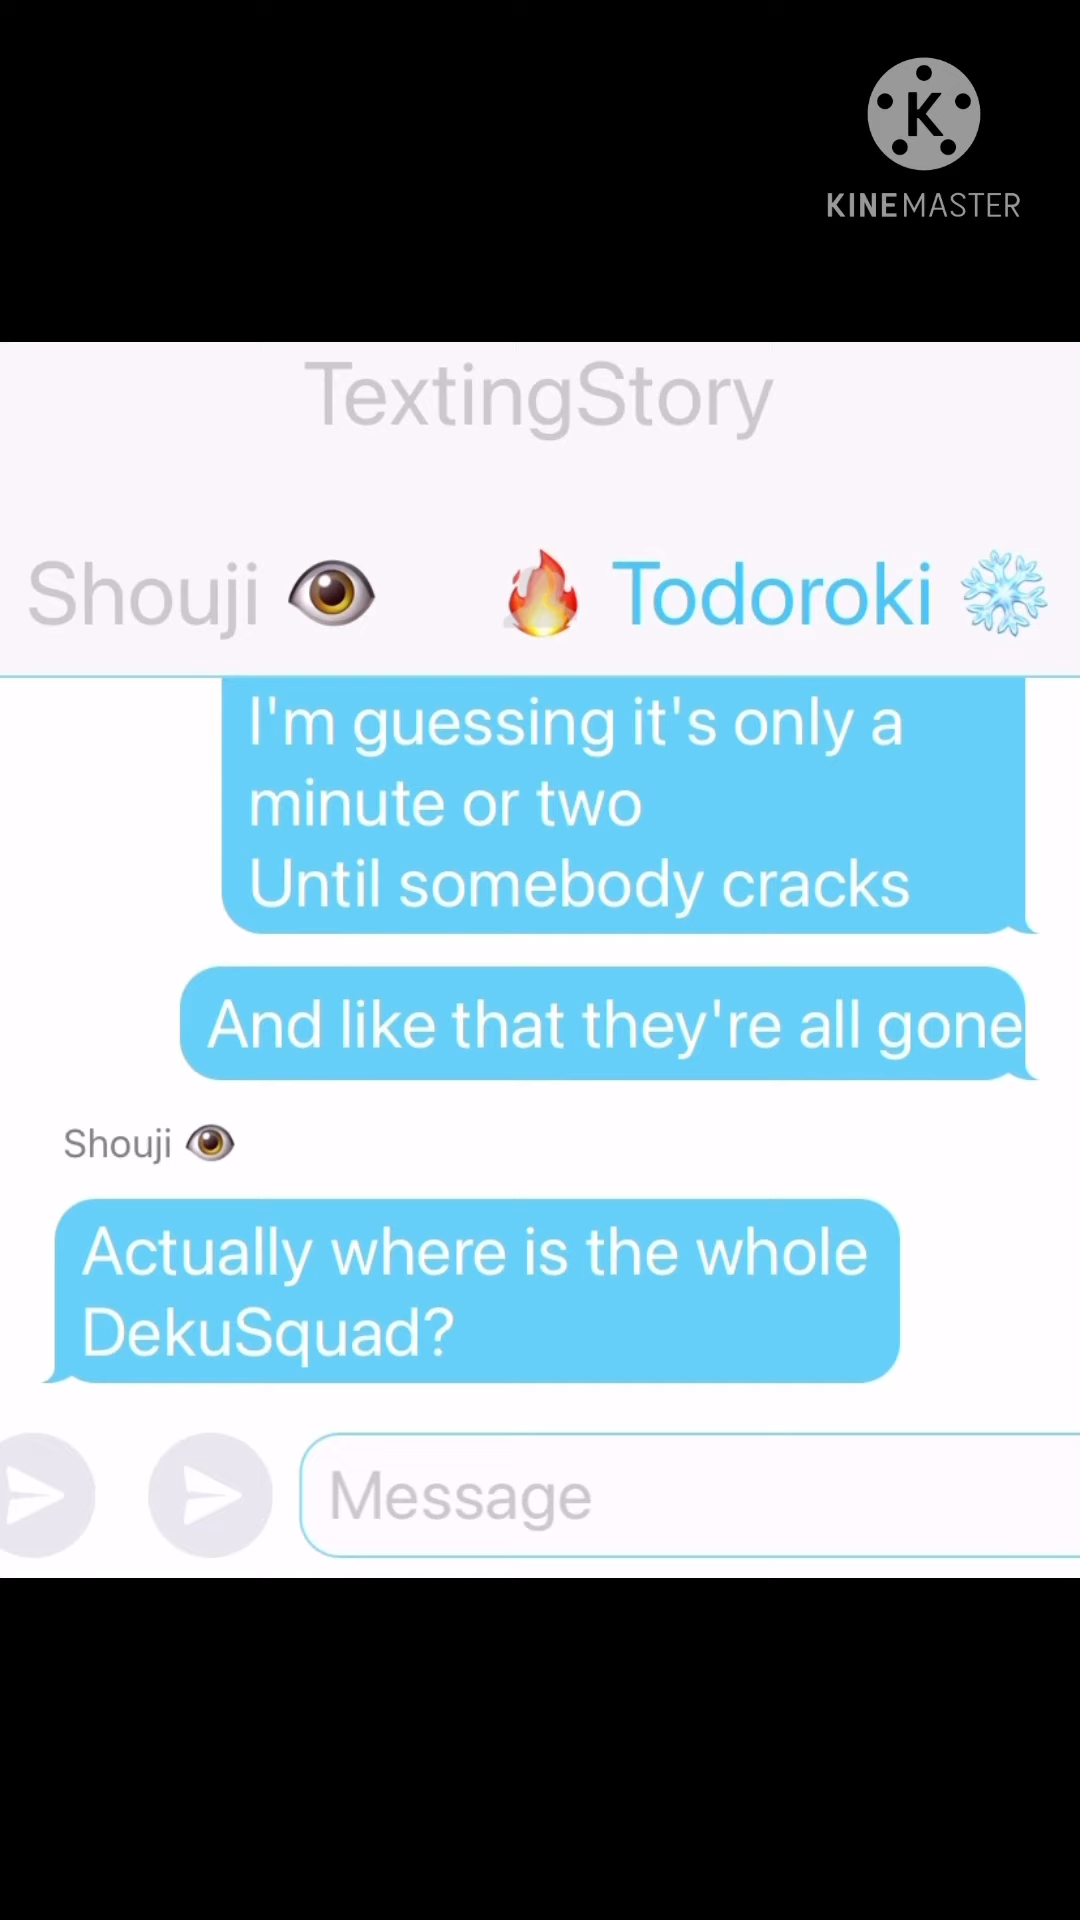 K
KINEMASTER
TextingStory
Shouji 👁 🔥 Todoroki ❄
I'm guessing it's only a
minute or two
Until somebody cracks
And like that they're all gone
Shouji 👁
Actually where is the whole
DekuSquad?
Message